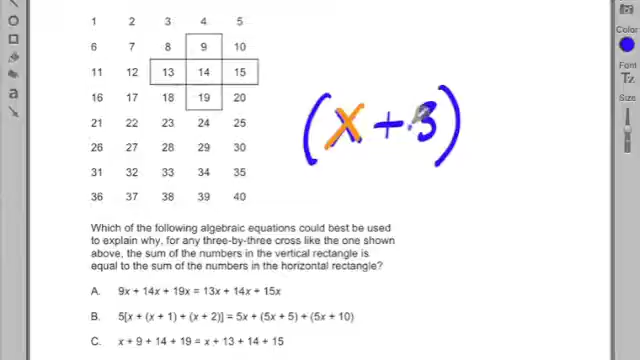 1 2 3 4 5
6 7 8 9 10
11 12 13 14 15
16 17 18 19 20
21 22 23 24 25
26 27 28 29 30
31 32 33 34 35
36 37 38 39 40
(x + 3)
Which of the following algebraic equations could best be used
to explain why, for any three-by-three cross like the one shown
above, the sum of the numbers in the vertical rectangle is
equal to the sum of the numbers in the horizontal rectangle?
A. 9x + 14x + 19x = 13x + 14x + 15x
B. 5[x + (x + 1) + (x + 2)] = 5x + (5x + 5) + (5x + 10)
C. x + 9 + 14 + 19 = x + 13 + 14 + 15
Color
Font
Tz
Size
a